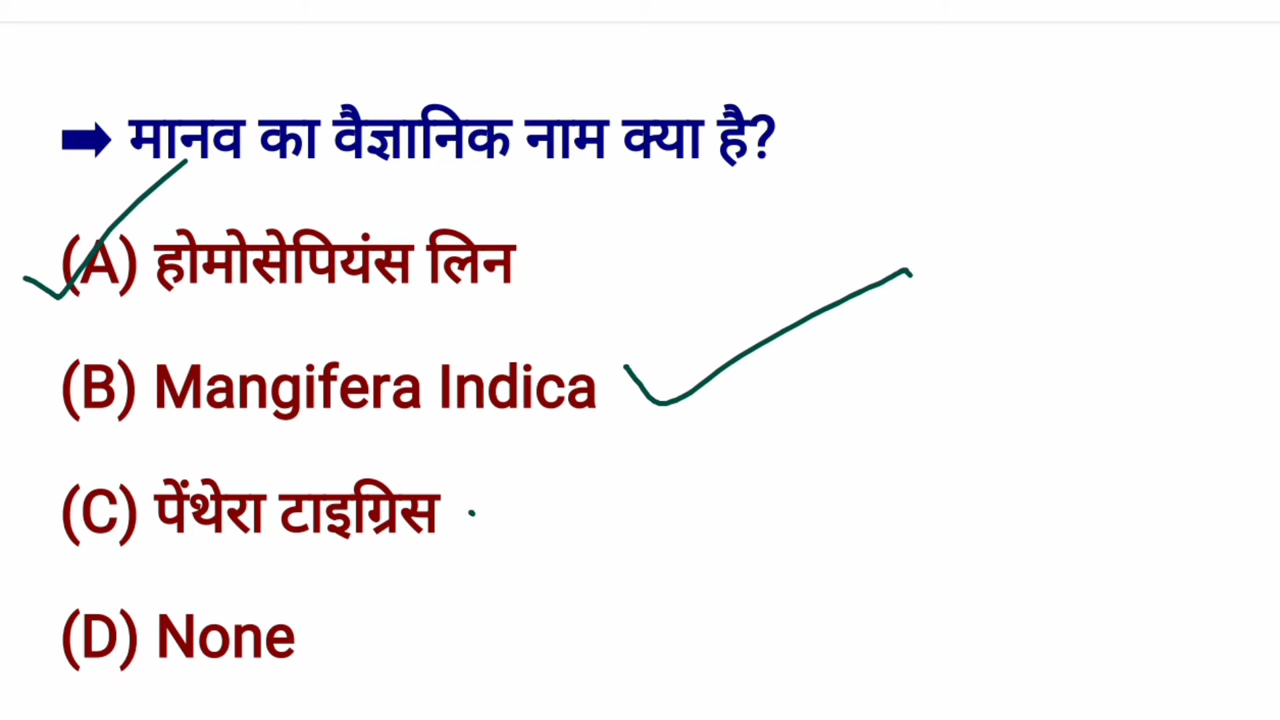 ➡ मानव का वैज्ञानिक नाम क्या है?
(A) होमोसेपियंस लिन
(B) Mangifera Indica
(C) पेंथेरा टाइग्रिस
(D) None